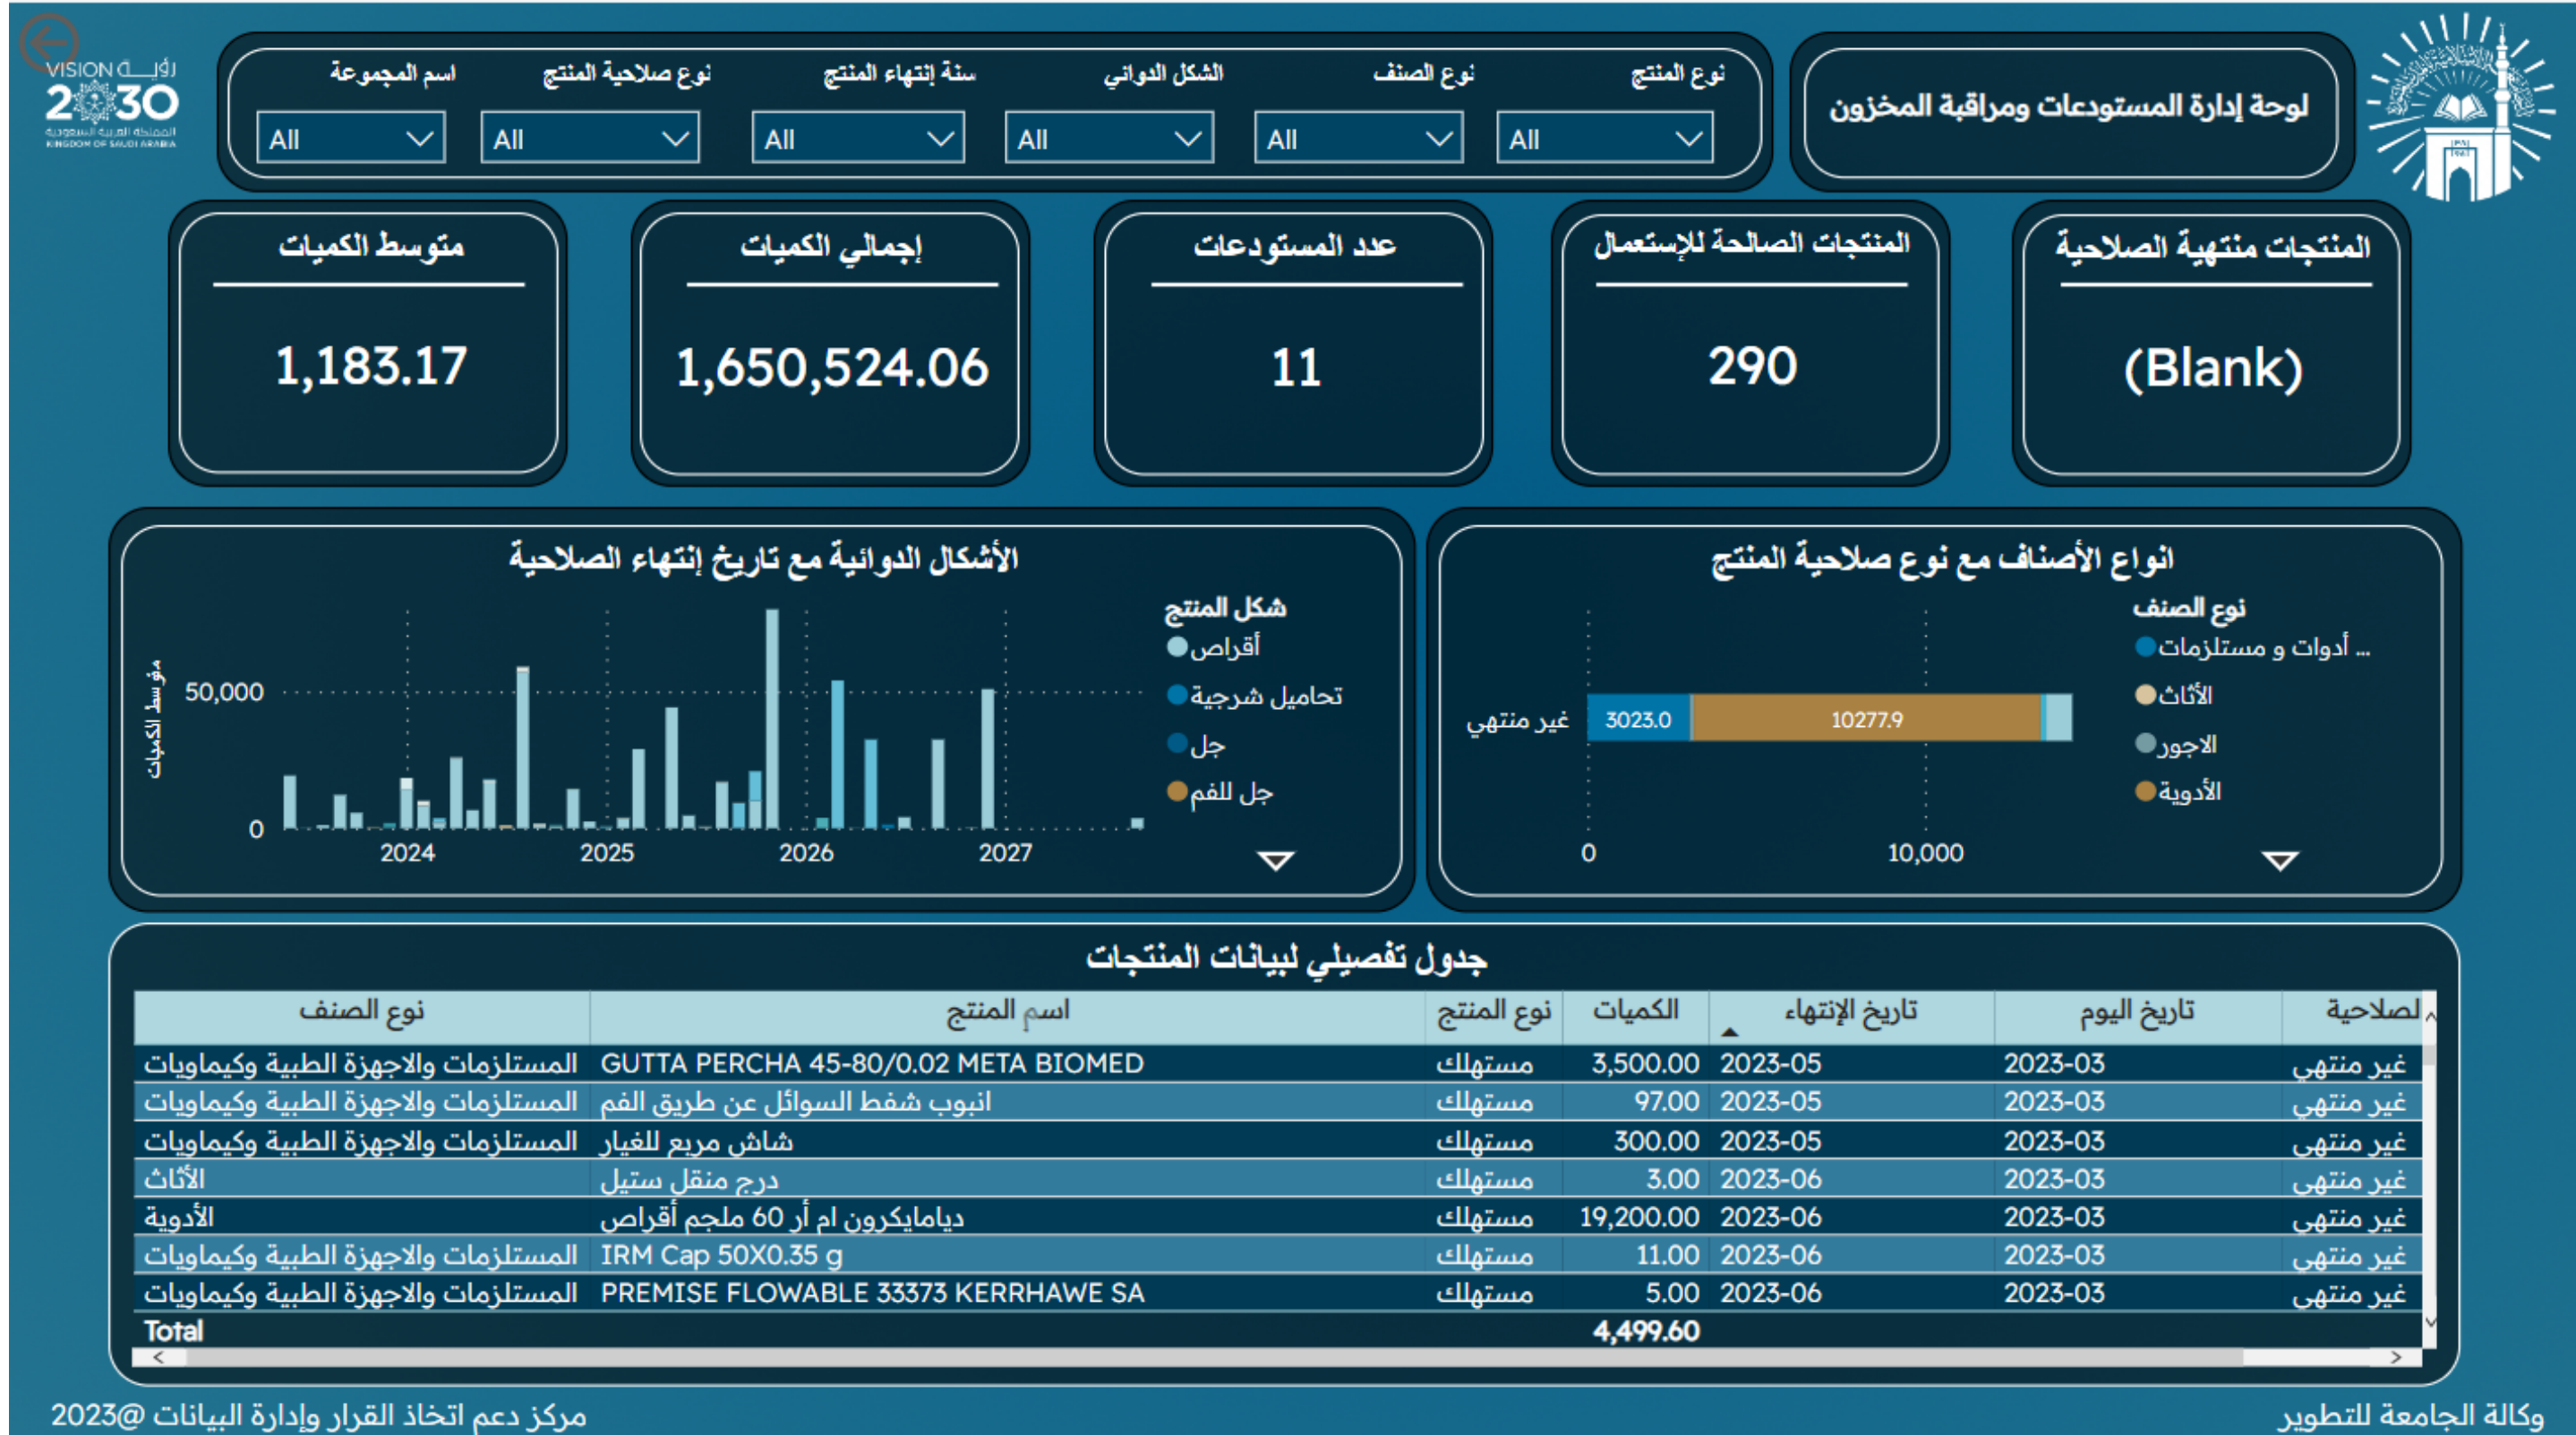 لوحة إدارة المستودعات ومراقبة المخزون
نوع المنتج
All
نوع الصنف
All
الشكل الدوائي
All
سنة إنتهاء المنتج
All
نوع صلاحية المنتج
All
اسم المجموعة
All
VISION رؤيــة
2030
المملكة العربية السعودية
KINGDOM OF SAUDI ARABIA
المنتجات منتهية الصلاحية
(Blank)
المنتجات الصالحة للإستعمال
290
عدد المستودعات
11
إجمالي الكميات
1,650,524.06
متوسط الكميات
1,183.17
انواع الأصناف مع نوع صلاحية المنتج
نوع الصنف
أدوات و مستلزمات ...
الأثاث
الاجور
الأدوية
غير منتهي
3023.0
10277.9
0
10,000
الأشكال الدوائية مع تاريخ إنتهاء الصلاحية
شكل المنتج
أقراص
تحاميل شرجية
جل
جل للفم
متوسط الكميات
50,000
0
2024
2025
2026
2027
جدول تفصيلي لبيانات المنتجات
نوع الصنف اسم المنتج نوع المنتج الكميات تاريخ الإنتهاء تاريخ اليوم لصلاحية
المستلزمات والاجهزة الطبية وكيماويات GUTTA PERCHA 45-80/0.02 META BIOMED مستهلك 3,500.00 2023-05 2023-03 غير منتهي
المستلزمات والاجهزة الطبية وكيماويات انبوب شفط السوائل عن طريق الفم مستهلك 97.00 2023-05 2023-03 غير منتهي
المستلزمات والاجهزة الطبية وكيماويات شاش مربع للغيار مستهلك 300.00 2023-05 2023-03 غير منتهي
الأثاث درج منقل ستيل مستهلك 3.00 2023-06 2023-03 غير منتهي
الأدوية ديامايكرون ام أر 60 ملجم أقراص مستهلك 19,200.00 2023-06 2023-03 غير منتهي
المستلزمات والاجهزة الطبية وكيماويات IRM Cap 50X0.35 g مستهلك 11.00 2023-06 2023-03 غير منتهي
المستلزمات والاجهزة الطبية وكيماويات PREMISE FLOWABLE 33373 KERRHAWE SA مستهلك 5.00 2023-06 2023-03 غير منتهي
Total 4,499.60
وكالة الجامعة للتطوير
مركز دعم اتخاذ القرار وإدارة البيانات @2023